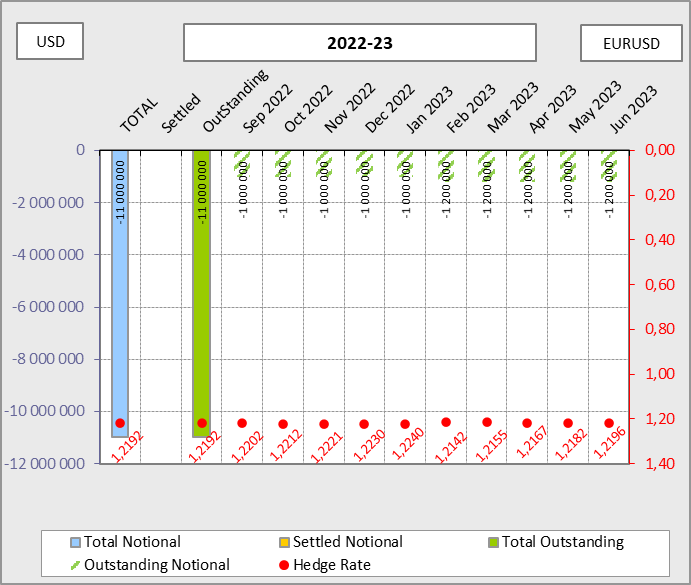 USD
2022-23
EURUSD
TOTAL
Settled
OutStanding
Sep 2022
Oct 2022
Nov 2022
Dec 2022
Jan 2023
Feb 2023
Mar 2023
Apr 2023
May 2023
Jun 2023
0
-2 000 000
-4 000 000
-6 000 000
-8 000 000
-10 000 000
-12 000 000
-11 000 000
-11 000 000
-1 000 000
-1 000 000
-1 000 000
-1 000 000
-1 000 000
-1 200 000
-1 200 000
-1 200 000
-1 200 000
-1 200 000
0,00
0,20
0,40
0,60
0,80
1,00
1,20
1,40
1,2192
1,2192
1,2202
1,2212
1,2221
1,2230
1,2240
1,2142
1,2155
1,2167
1,2182
1,2196
Total Notional
Settled Notional
Total Outstanding
Outstanding Notional
Hedge Rate